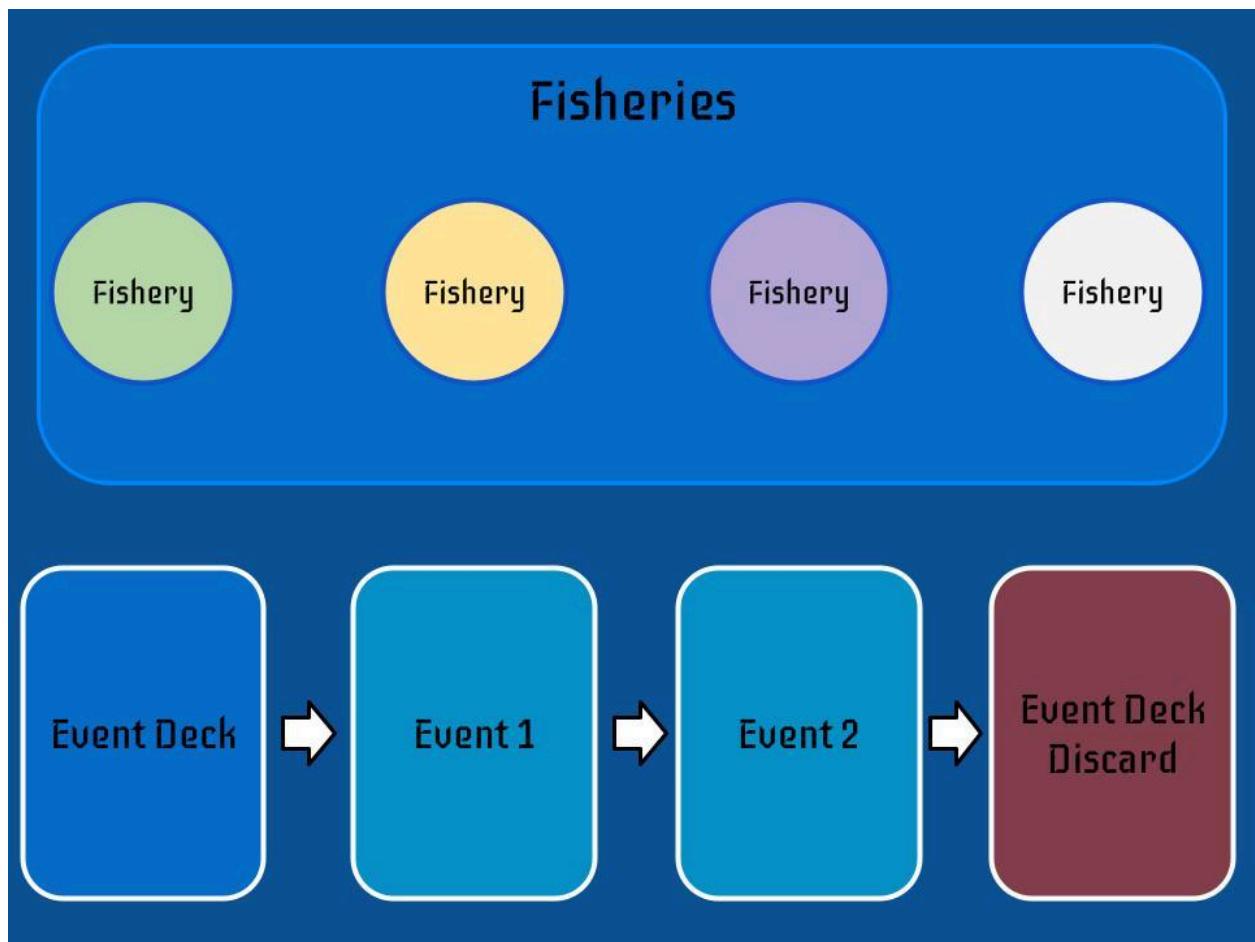 Fisheries
Fishery
Fishery
Fishery
Fishery
Event Deck
Event 1
Event 2
Event Deck
Discard